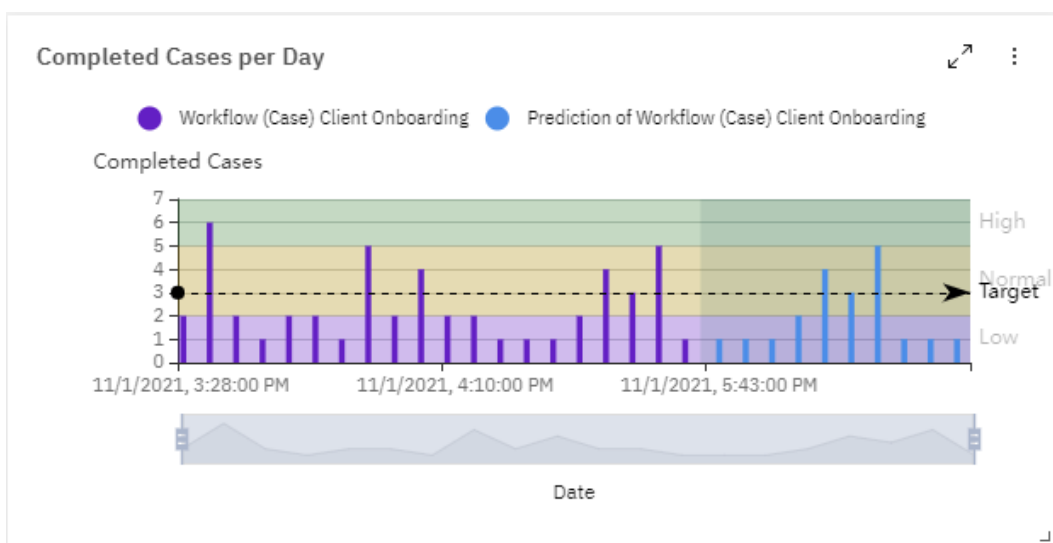 Completed Cases per Day
Workflow (Case) Client Onboarding
Prediction of Workflow (Case) Client Onboarding
Completed Cases
7
6
5
4
3
2
1
0
High
Normal
Target
Low
11/1/2021, 3:28:00 PM
11/1/2021, 4:10:00 PM
11/1/2021, 5:43:00 PM
Date